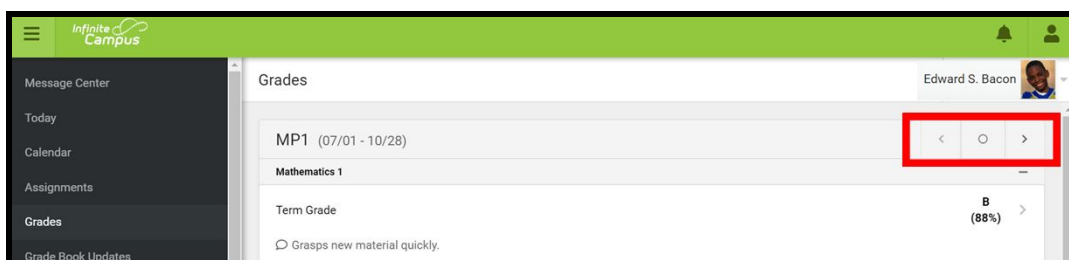 Infinite
Campus
Message Center
Today
Calendar
Assignments
Grades
Grade Book Updates
Grades
Edward S. Bacon
MP1 (07/01 - 10/28)
Mathematics 1
Term Grade
B
(88%)
Grasps new material quickly.